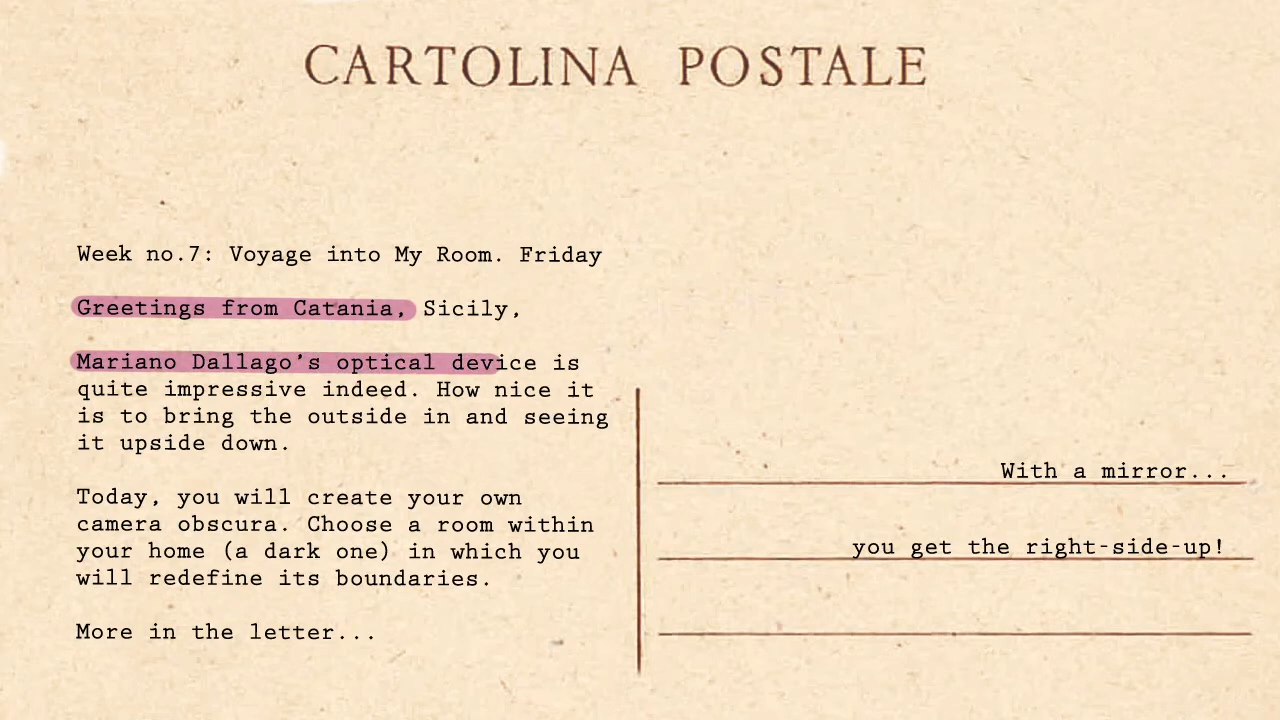 CARTOLINA POSTALE
Week no.7: Voyage into My Room. Friday
Greetings from Catania, Sicily,
Mariano Dallago's optical device is
quite impressive indeed. How nice it
is to bring the outside in and seeing
it upside down.
Today, you will create your own
camera obscura. Choose a room within
your home (a dark one) in which you
will redefine its boundaries.
More in the letter...
With a mirror...
you get the right-side-up!